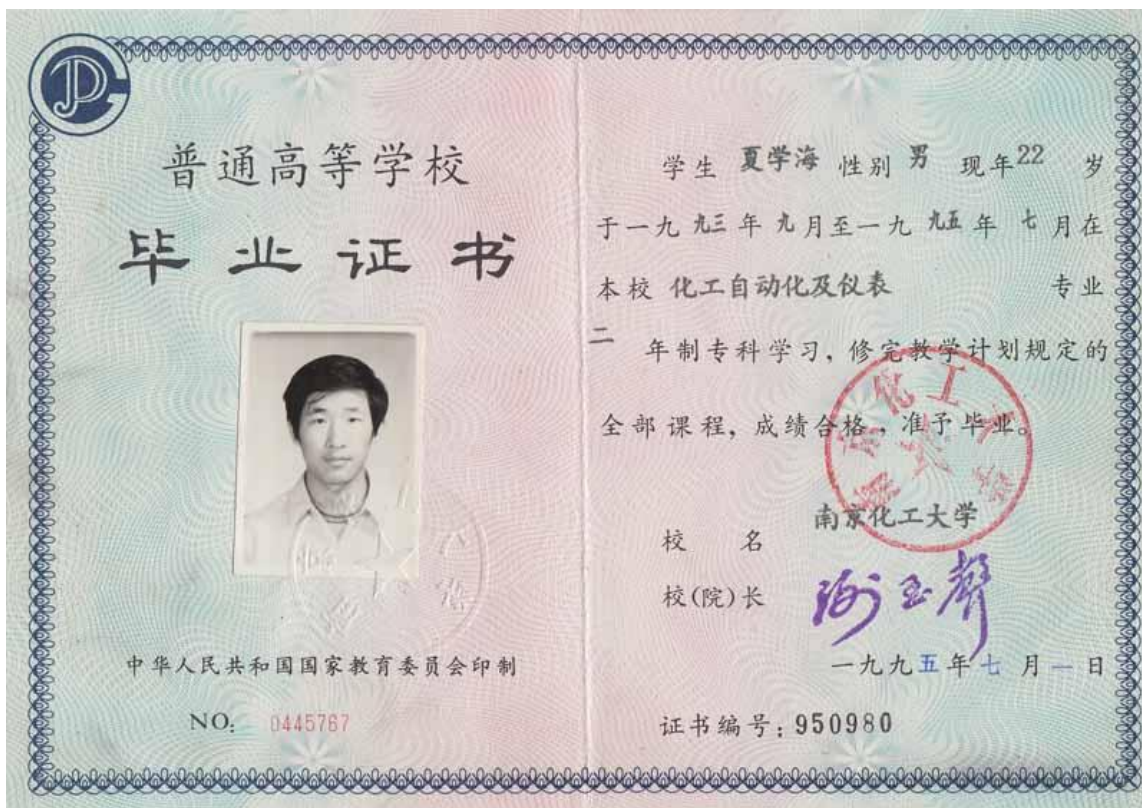 普通高等学校
毕业证书
中华人民共和国国家教育委员会印制
NO: 0445767
学生 夏学海 性别 男 现年22 岁
于一九九三年九月至一九九五年七月在
本校 化工自动化及仪表 专业
二 年制专科学习,修完教学计划规定的
全部课程,成绩合格,准予毕业。
校 名 南京化工大学
校(院)长
一九九五年七月一日
证书编号:950980